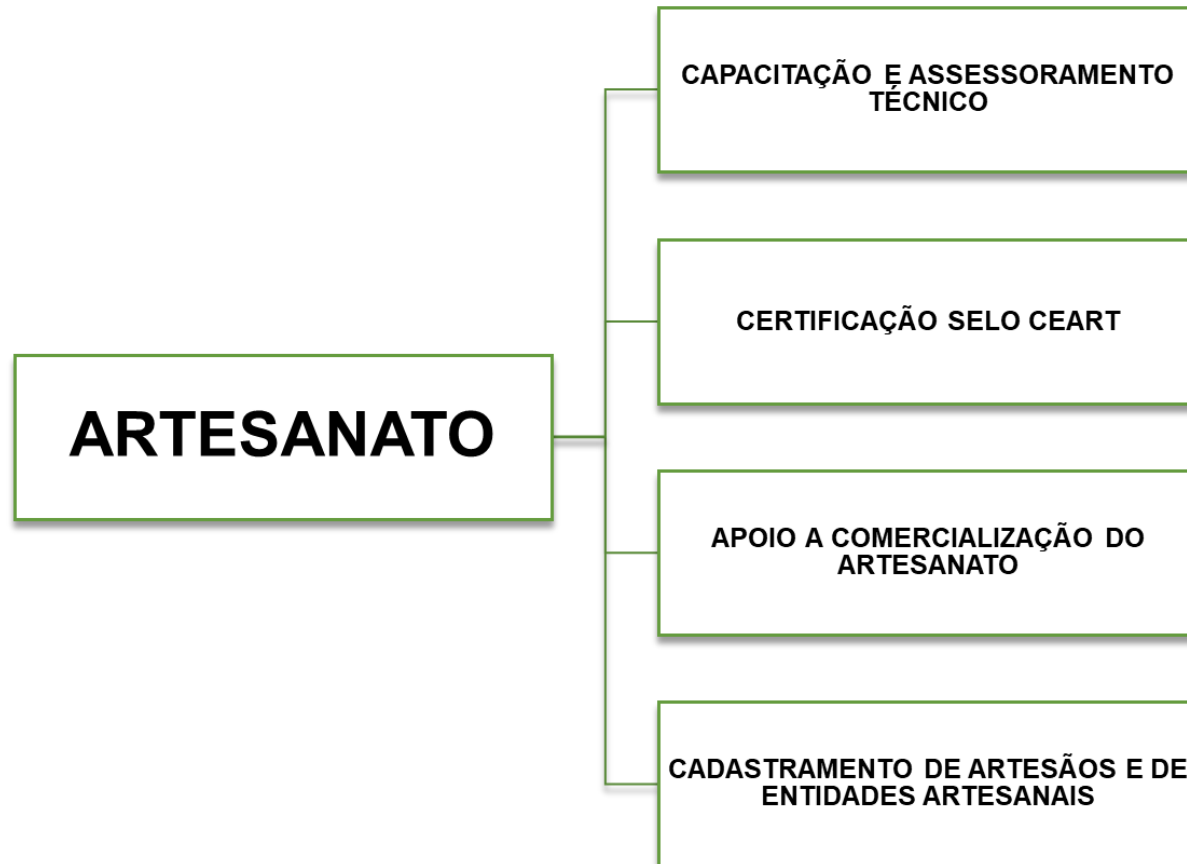 ARTESANATO
CAPACITAÇÃO E ASSESSORAMENTO
TÉCNICO
CERTIFICAÇÃO SELO CEART
APOIO A COMERCIALIZAÇÃO DO
ARTESANATO
CADASTRAMENTO DE ARTESÃOS E DE
ENTIDADES ARTESANAIS